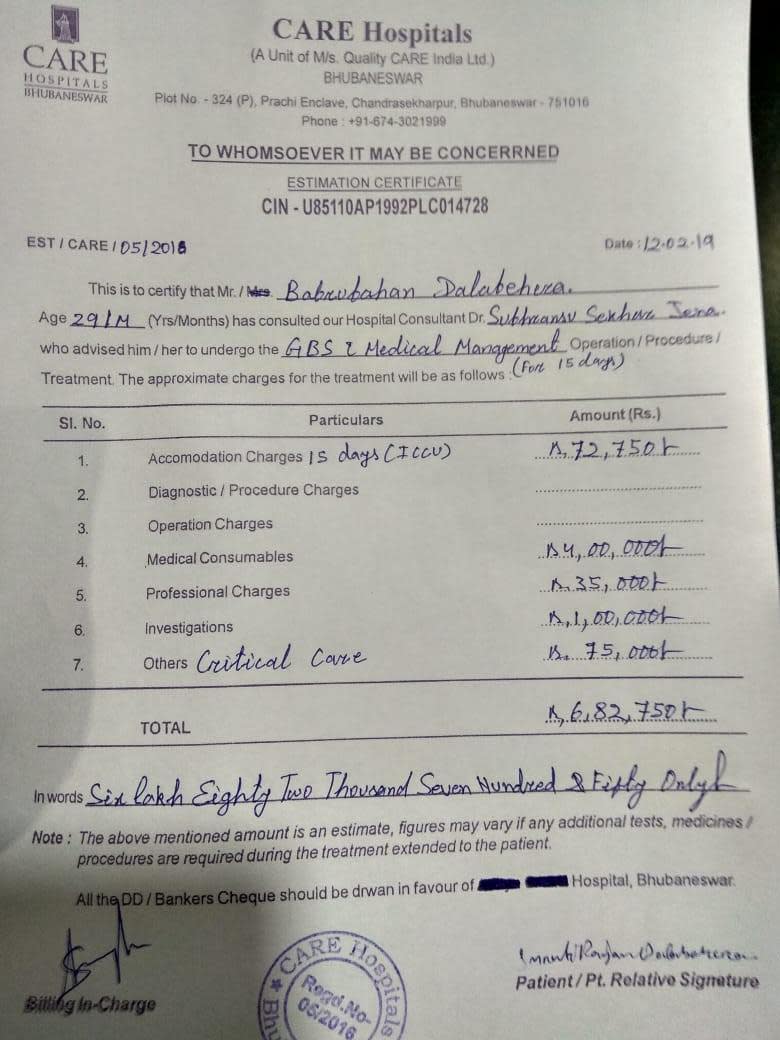 CARE
HOSPITALS
BHUBANESWAR
CARE Hospitals
(A Unit of M/s. Quality CARE India Ltd.)
BHUBANESWAR
Plot No. - 324 (P), Prachi Enclave, Chandrasekharpur, Bhubaneswar - 751016
Phone : +91-674-3021999
TO WHOMSOEVER IT MAY BE CONCERRNED
ESTIMATION CERTIFICATE
CIN - U85110AP1992PLC014728
EST / CARE / 05/2018 Date : 12-02-19
This is to certify that Mr. / Mrs. Babrubahan Dalabehera.
Age 29/M (Yrs/Months) has consulted our Hospital Consultant Dr. Subhransu Sekhar Jena.
who advised him / her to undergo the GBS Medical Management Operation / Procedure /
Treatment. The approximate charges for the treatment will be as follows : (For 15 days)
Sl. No. Particulars Amount (Rs.)
1. Accomodation Charges 15 days (ICCU) Rs. 72,750/-
2. Diagnostic / Procedure Charges
3. Operation Charges
4. Medical Consumables Rs 4,00,000/-
5. Professional Charges Rs. 35,000/-
6. Investigations Rs. 1,00,000/-
7. Others Critical Care Rs. 75,000/-
TOTAL Rs. 6,82,750/-
In words Six lakh Eighty Two Thousand Seven Hundred & Fifty Only/-
Note : The above mentioned amount is an estimate, figures may vary if any additional tests, medicines /
procedures are required during the treatment extended to the patient.
All the DD / Bankers Cheque should be drwan in favour of Hospital, Bhubaneswar.
Billing In-Charge
CARE Hospitals
Regd.No-
05/2016
Bhu
Patient / Pt. Relative Signature